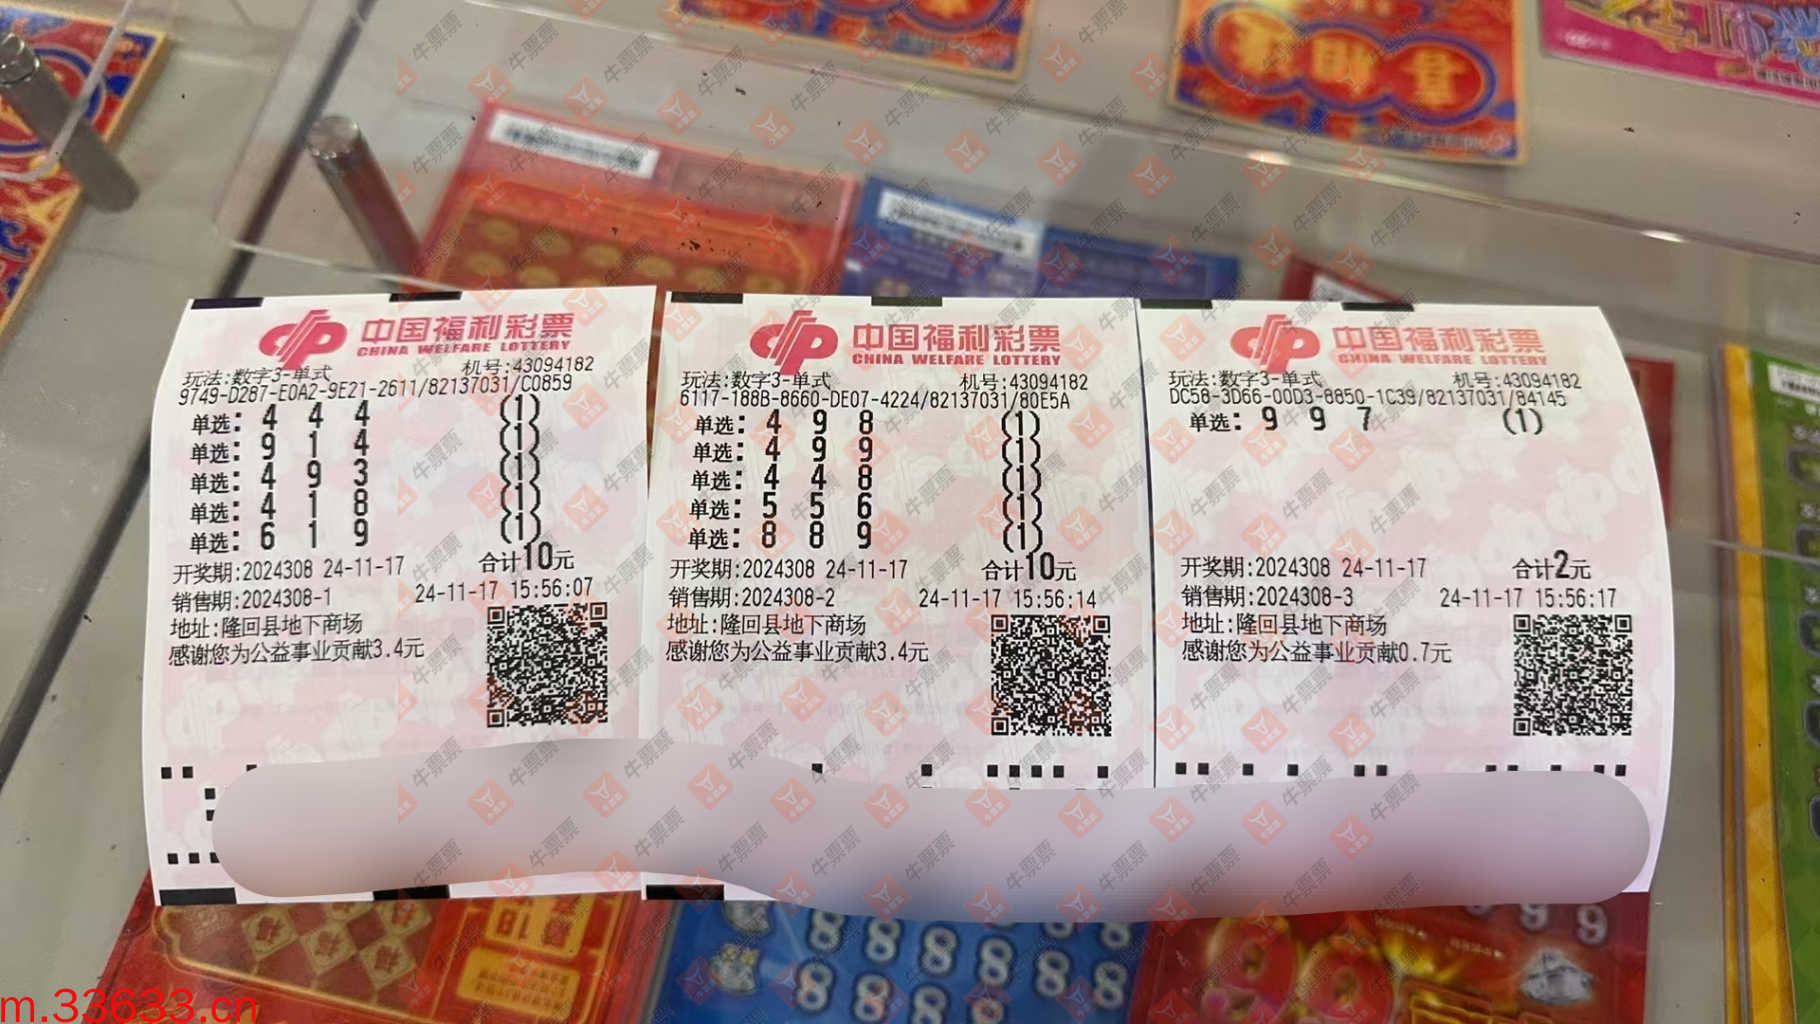 中国福利彩票
CHINA WELFARE LOTTERY
玩法:数字3-单式 机号:43094182
9749-D287-E0A2-9E21-2611/82137031/C0859
单选: 4 4 4 (1)
单选: 9 1 4 (1)
单选: 4 9 3 (1)
单选: 4 1 8 (1)
单选: 6 1 9 (1)
开奖期:2024308 24-11-17 合计10元
销售期:2024308-1 24-11-17 15:56:07
地址:隆回县地下商场
感谢您为公益事业贡献3.4元
中国福利彩票
CHINA WELFARE LOTTERY
玩法:数字3-单式 机号:43094182
6117-188B-8660-DE07-4224/82137031/80E5A
单选: 4 9 8 (1)
单选: 4 9 9 (1)
单选: 4 4 8 (1)
单选: 5 5 6 (1)
单选: 8 8 9 (1)
开奖期:2024308 24-11-17 合计10元
销售期:2024308-2 24-11-17 15:56:14
地址:隆回县地下商场
感谢您为公益事业贡献3.4元
中国福利彩票
CHINA WELFARE LOTTERY
玩法:数字3-单式 机号:43094182
DC58-3D66-00D3-8850-1C39/82137031/84145
单选: 9 9 7 (1)
开奖期:2024308 24-11-17 合计2元
销售期:2024308-3 24-11-17 15:56:17
地址:隆回县地下商场
感谢您为公益事业贡献0.7元
牛票票
m.33633.cn